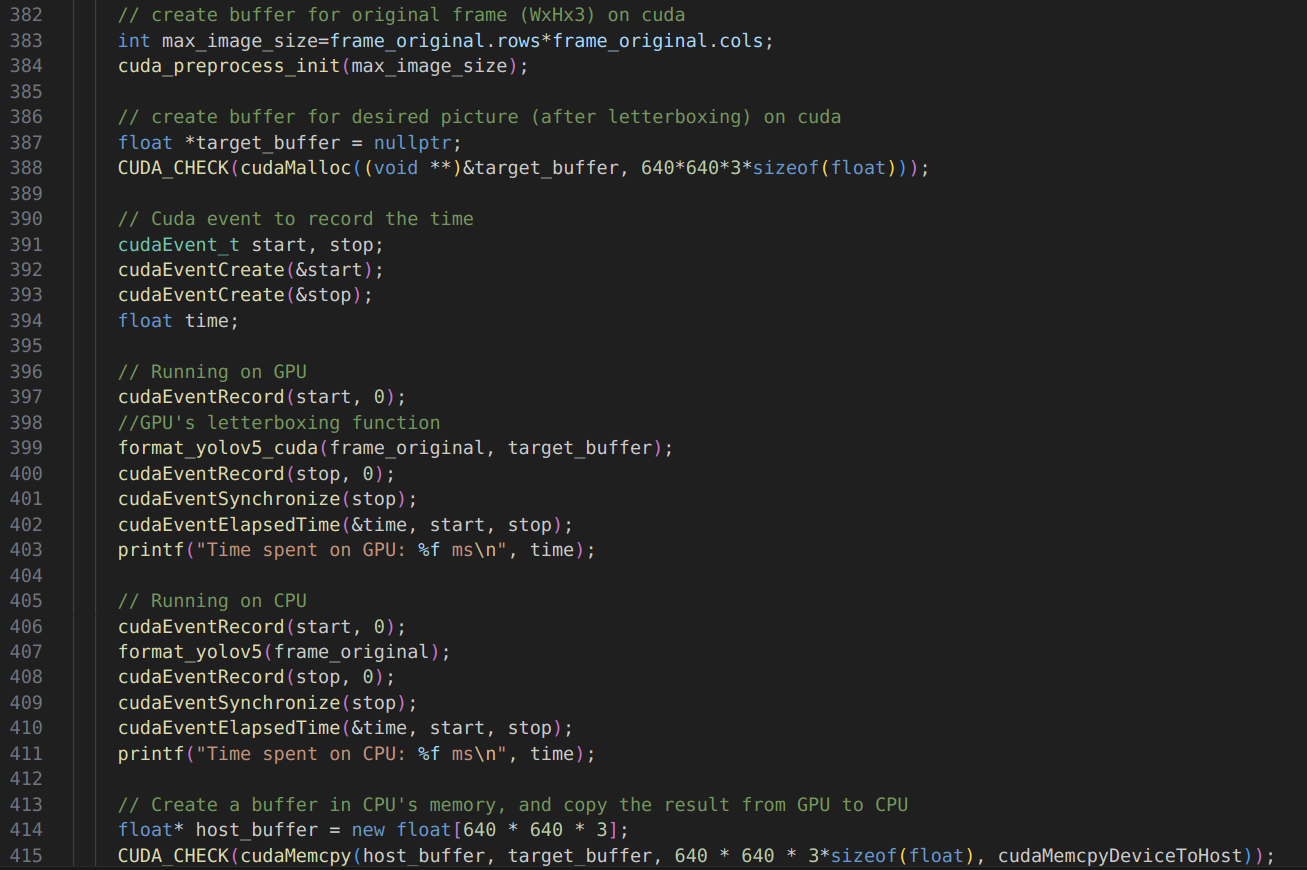 382 // create buffer for original frame (WxHx3) on cuda
383 int max_image_size=frame_original.rows*frame_original.cols;
384 cuda_preprocess_init(max_image_size);
385
386 // create buffer for desired picture (after letterboxing) on cuda
387 float *target_buffer = nullptr;
388 CUDA_CHECK(cudaMalloc((void **)&target_buffer, 640*640*3*sizeof(float)));
389
390 // Cuda event to record the time
391 cudaEvent_t start, stop;
392 cudaEventCreate(&start);
393 cudaEventCreate(&stop);
394 float time;
395
396 // Running on GPU
397 cudaEventRecord(start, 0);
398 //GPU's letterboxing function
399 format_yolov5_cuda(frame_original, target_buffer);
400 cudaEventRecord(stop, 0);
401 cudaEventSynchronize(stop);
402 cudaEventElapsedTime(&time, start, stop);
403 printf("Time spent on GPU: %f ms\n", time);
404
405 // Running on CPU
406 cudaEventRecord(start, 0);
407 format_yolov5(frame_original);
408 cudaEventRecord(stop, 0);
409 cudaEventSynchronize(stop);
410 cudaEventElapsedTime(&time, start, stop);
411 printf("Time spent on CPU: %f ms\n", time);
412
413 // Create a buffer in CPU's memory, and copy the result from GPU to CPU
414 float* host_buffer = new float[640 * 640 * 3];
415 CUDA_CHECK(cudaMemcpy(host_buffer, target_buffer, 640 * 640 * 3*sizeof(float), cudaMemcpyDeviceToHost));